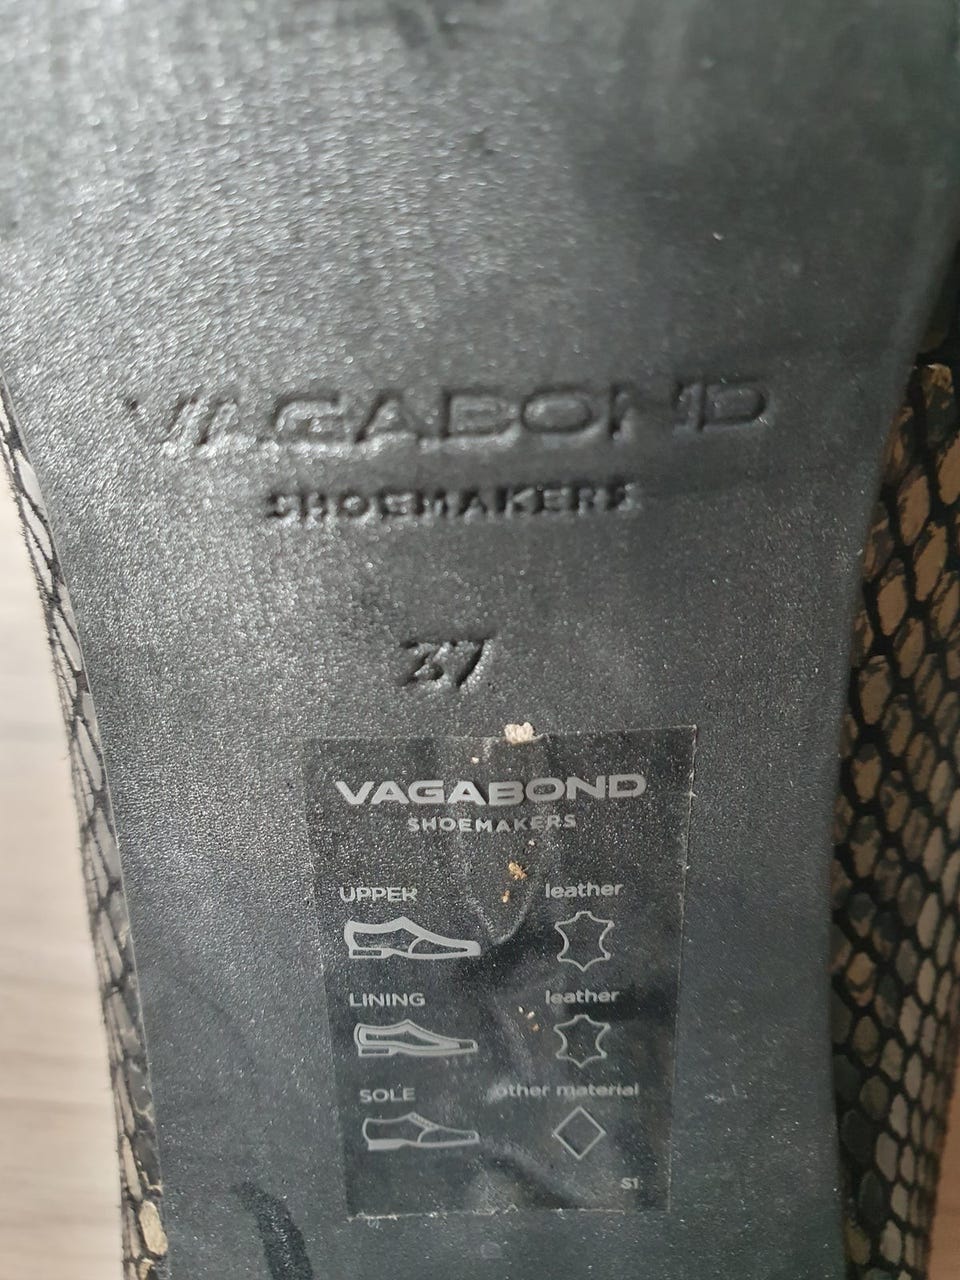 VAGABOND
SHOEMAKERS
37
VAGABOND
SHOEMAKERS
UPPER leather
LINING leather
SOLE other material
S1